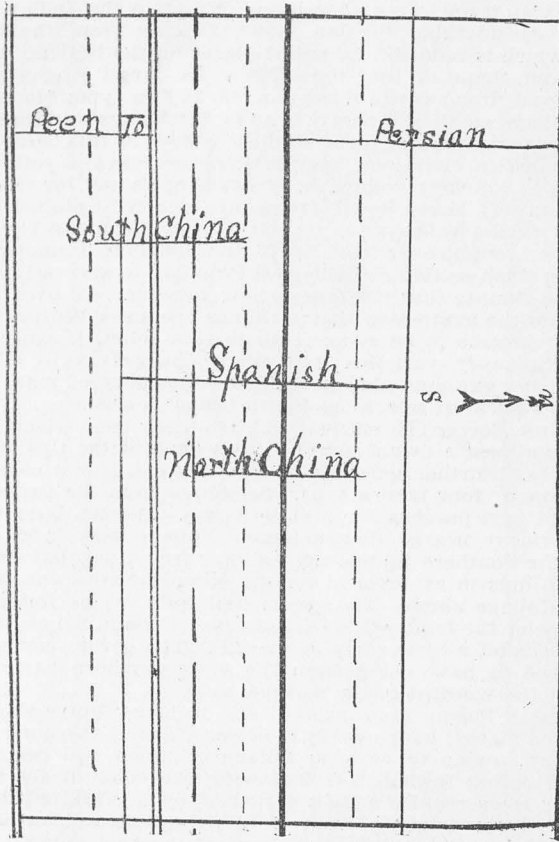 Peen To
Persian
South China
Spanish
S N
North China